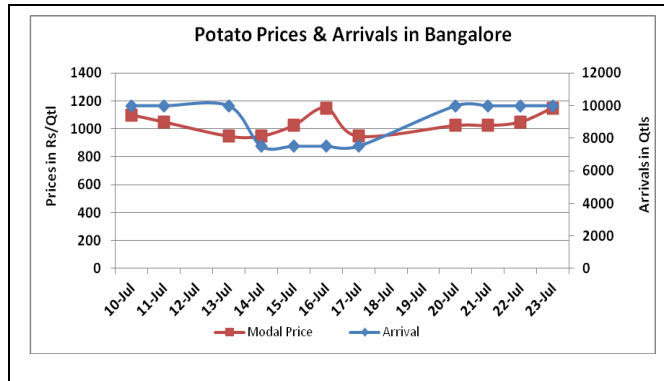 Potato Prices & Arrivals in Bangalore
1400
1200
1000
800
600
400
200
0
Prices in Rs/Qtl
12000
10000
8000
6000
4000
2000
0
Arrivals in Qtls
10-Jul
11-Jul
12-Jul
13-Jul
14-Jul
15-Jul
16-Jul
17-Jul
18-Jul
19-Jul
20-Jul
21-Jul
22-Jul
23-Jul
Modal Price
Arrival